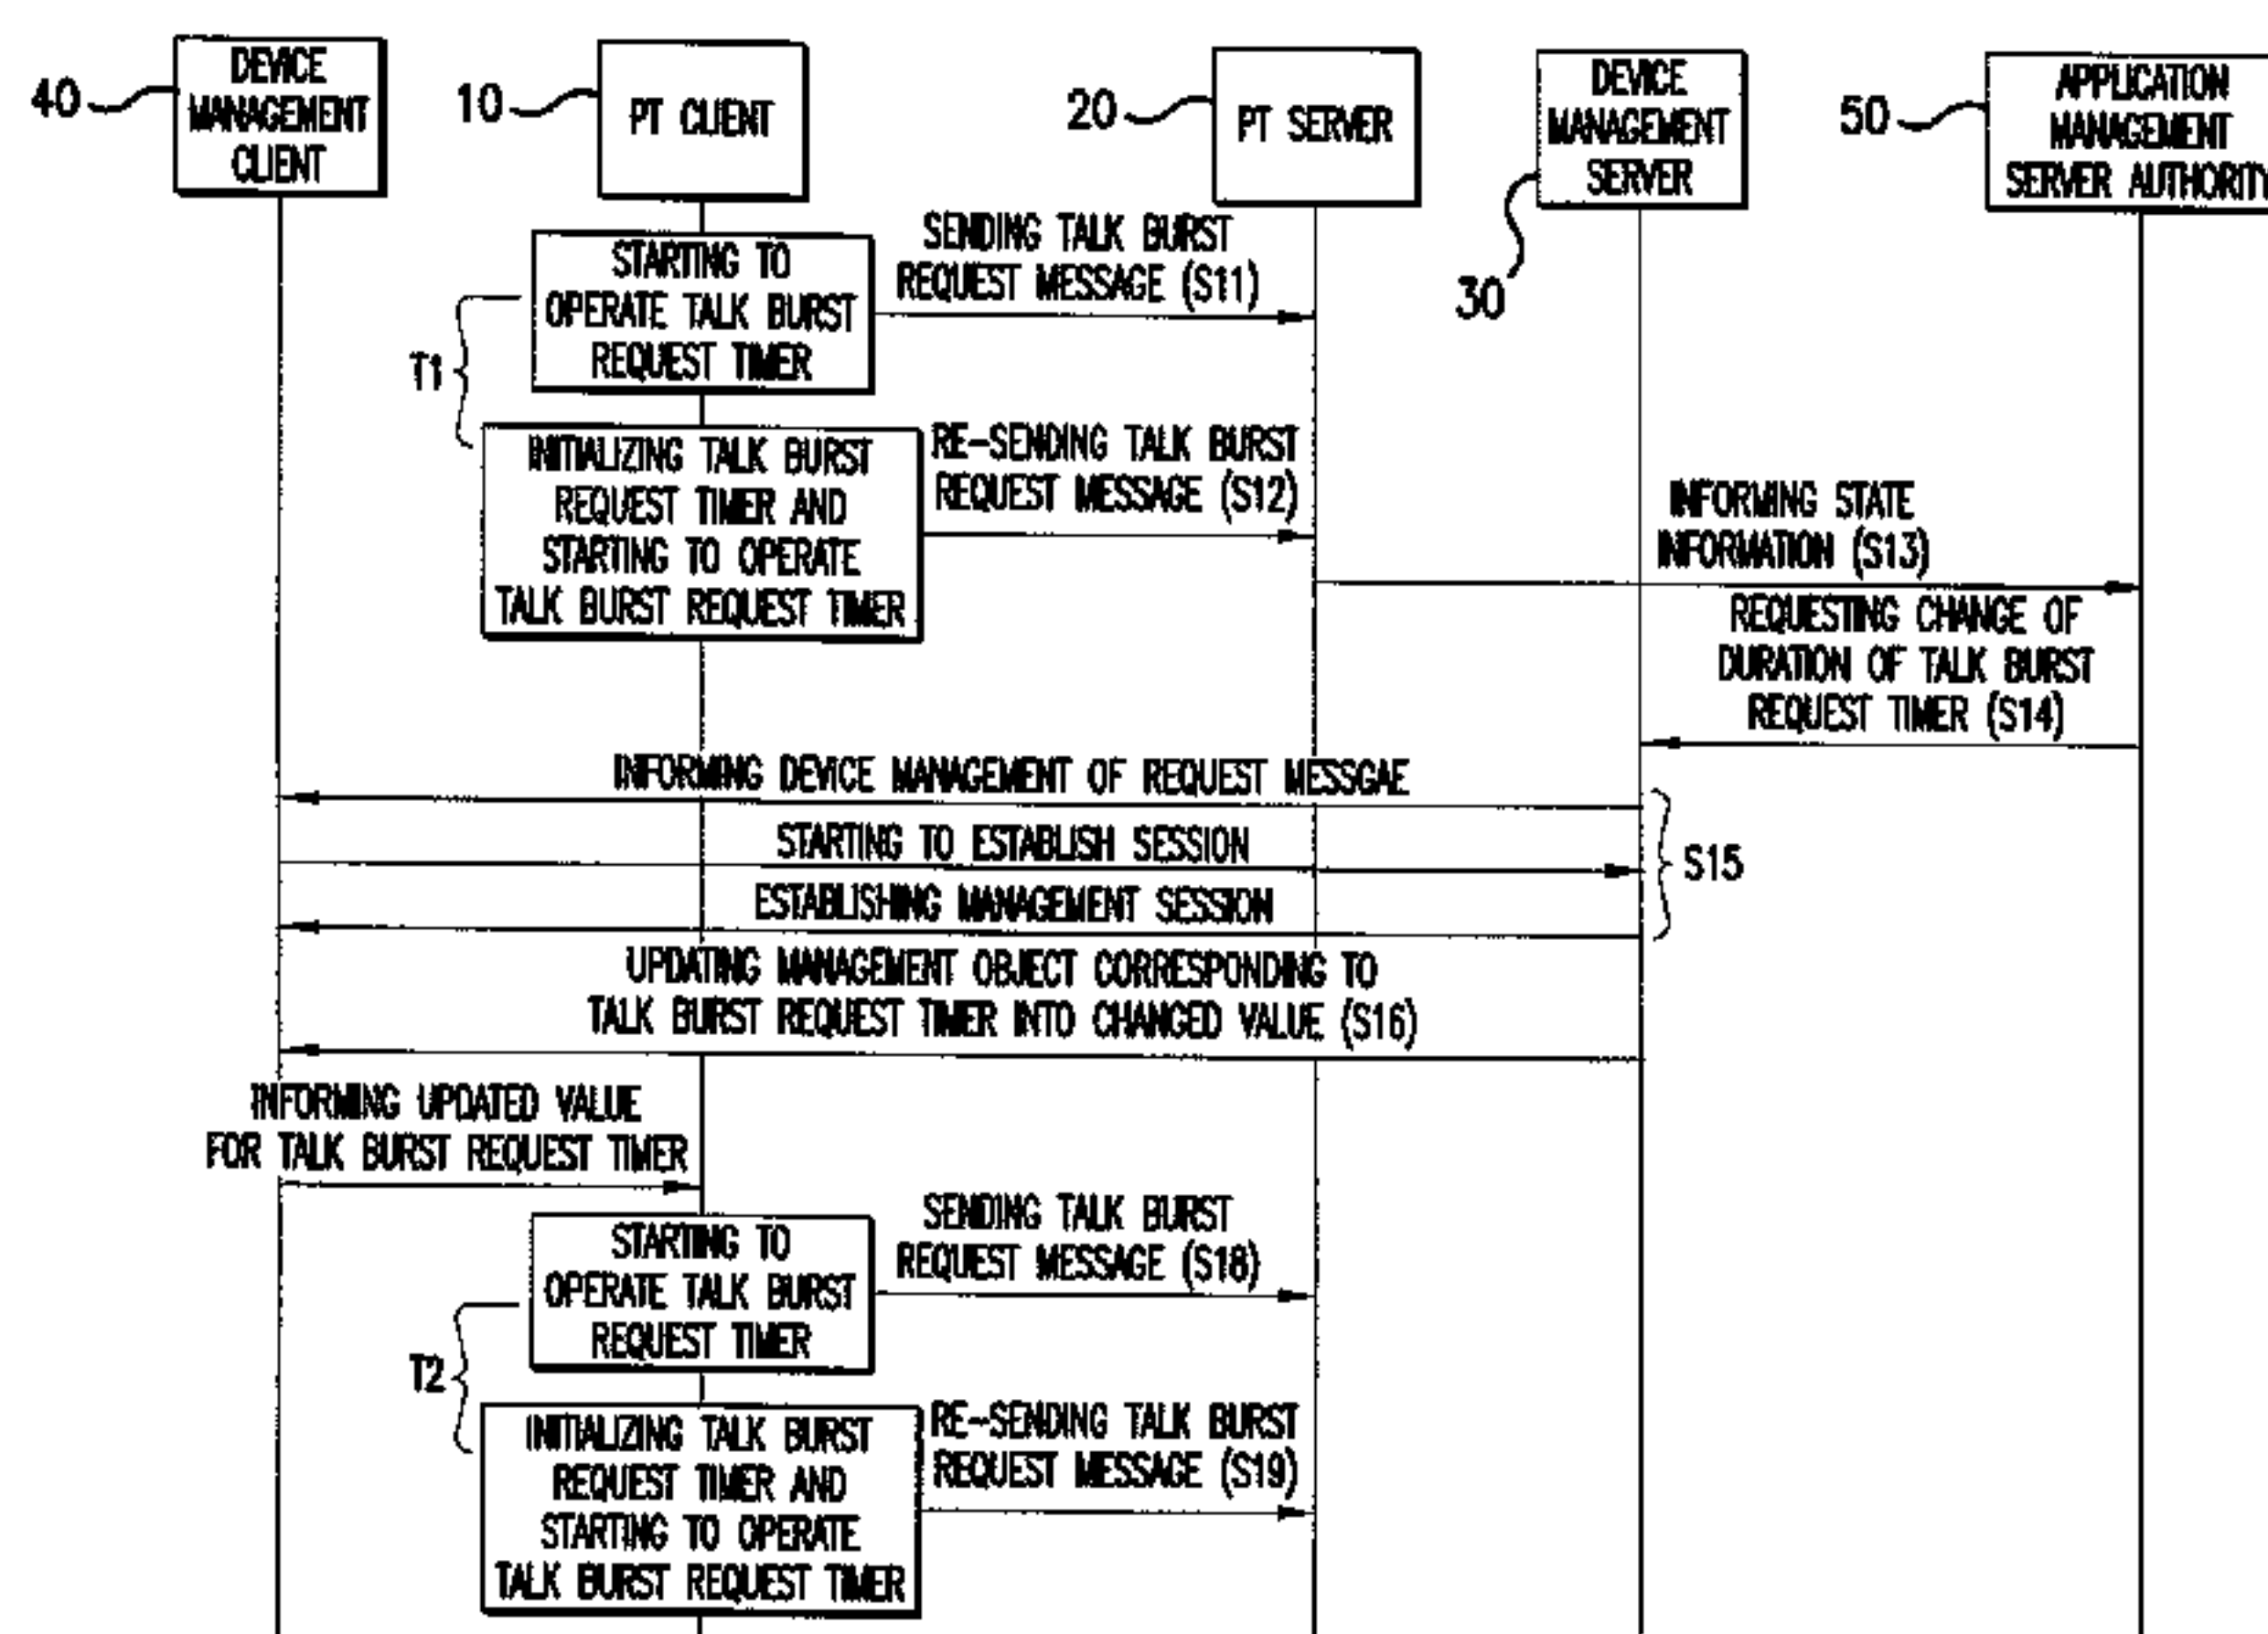 40
DEVICE
MANAGEMENT
CLIENT
10
PT CLIENT
20
PT SERVER
DEVICE
MANAGEMENT
SERVER
30
50
APPLICATION
MANAGEMENT
SERVER AUTHORITY
STARTING TO
OPERATE TALK BURST
REQUEST TIMER
SENDING TALK BURST
REQUEST MESSAGE (S11)
T1
INITIALIZING TALK BURST
REQUEST TIMER AND
STARTING TO OPERATE
TALK BURST REQUEST TIMER
RE-SENDING TALK BURST
REQUEST MESSAGE (S12)
INFORMING STATE
INFORMATION (S13)
REQUESTING CHANGE OF
DURATION OF TALK BURST
REQUEST TIMER (S14)
INFORMING DEVICE MANAGEMENT OF REQUEST MESSGAE
STARTING TO ESTABLISH SESSION
S15
ESTABLISHING MANAGEMENT SESSION
UPDATING MANAGEMENT OBJECT CORRESPONDING TO
TALK BURST REQUEST TIMER INTO CHANGED VALUE (S16)
INFORMING UPDATED VALUE
FOR TALK BURST REQUEST TIMER
STARTING TO
OPERATE TALK BURST
REQUEST TIMER
SENDING TALK BURST
REQUEST MESSAGE (S18)
T2
INITIALIZING TALK BURST
REQUEST TIMER AND
STARTING TO OPERATE
TALK BURST REQUEST TIMER
RE-SENDING TALK BURST
REQUEST MESSAGE (S19)